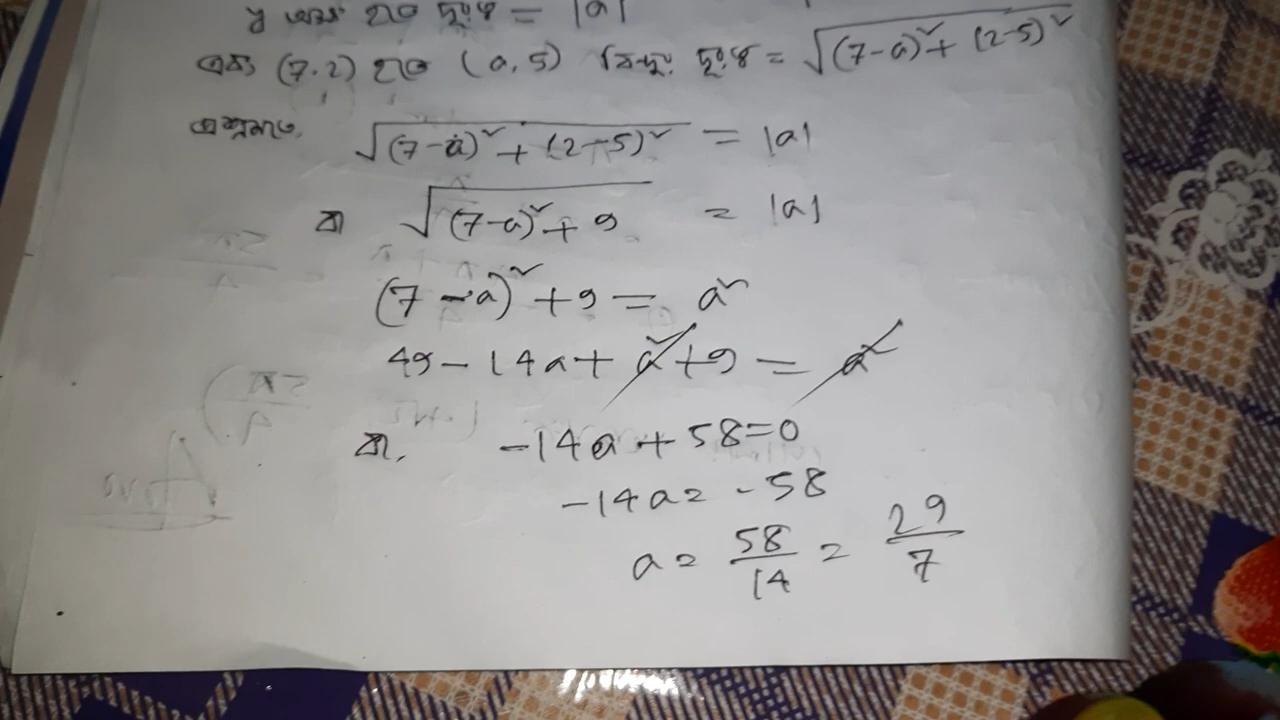 y অক্ষ হতে দূরত্ব = |a|
এবং (7.2) হতে (a, 5) বিন্দুর দূরত্ব = √(7-a)² + (2-5)²
প্রশ্নমতে, √(7-a)² + (2-5)² = |a|
বা √(7-a)² + 9 = |a|
(7-a)² + 9 = a²
49 - 14a + a² + 9 = a²
বা, -14a + 58 = 0
-14a = -58
a = 58/14 = 29/7